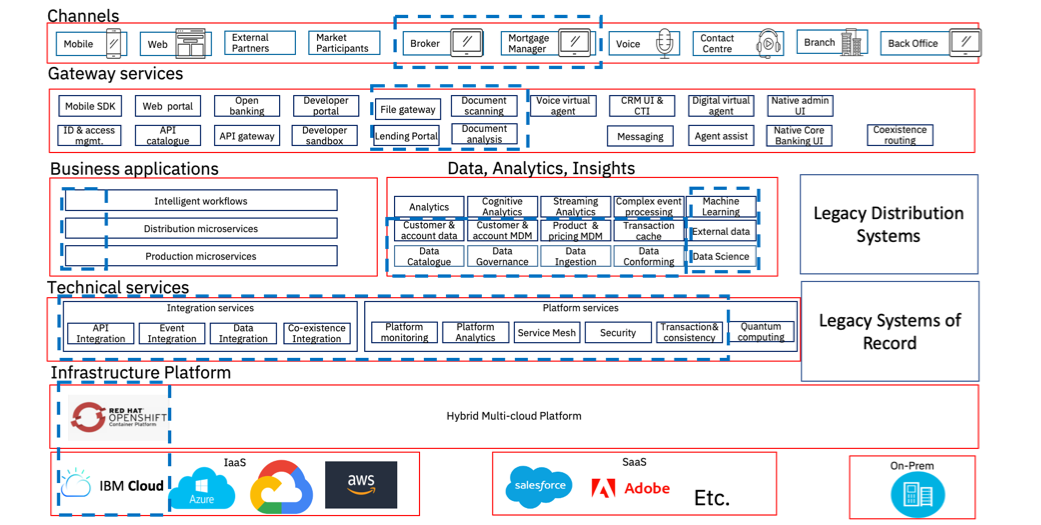 Channels
Mobile
Web
External
Partners
Market
Participants
Broker
Mortgage
Manager
Voice
Contact
Centre
Branch
Back Office
Gateway services
Mobile SDK
Web portal
Open
banking
Developer
portal
File gateway
Document
scanning
Voice virtual
agent
CRM UI &
CTI
Digital virtual
agent
Native admin
UI
ID & access
mgmt.
API
catalogue
API gateway
Developer
sandbox
Lending Portal
Document
analysis
Messaging
Agent assist
Native Core
Banking UI
Coexistence
routing
Business applications
Intelligent workflows
Distribution microservices
Production microservices
Data, Analytics, Insights
Analytics
Cognitive
Analytics
Streaming
Analytics
Complex event
processing
Machine
Learning
Customer &
account data
Customer &
account MDM
Product &
pricing MDM
Transaction
cache
External data
Data
Catalogue
Data
Governance
Data
Ingestion
Data
Conforming
Data Science
Legacy Distribution
Systems
Technical services
Integration services
API
Integration
Event
Integration
Data
Integration
Co-existence
Integration
Platform services
Platform
monitoring
Platform
Analytics
Service Mesh
Security
Transaction&
consistency
Quantum
computing
Legacy Systems of
Record
Infrastructure Platform
RED HAT
OPENSHIFT
Container Platform
Hybrid Multi-cloud Platform
IaaS
IBM Cloud
Azure
aws
SaaS
salesforce
Adobe
Etc.
On-Prem